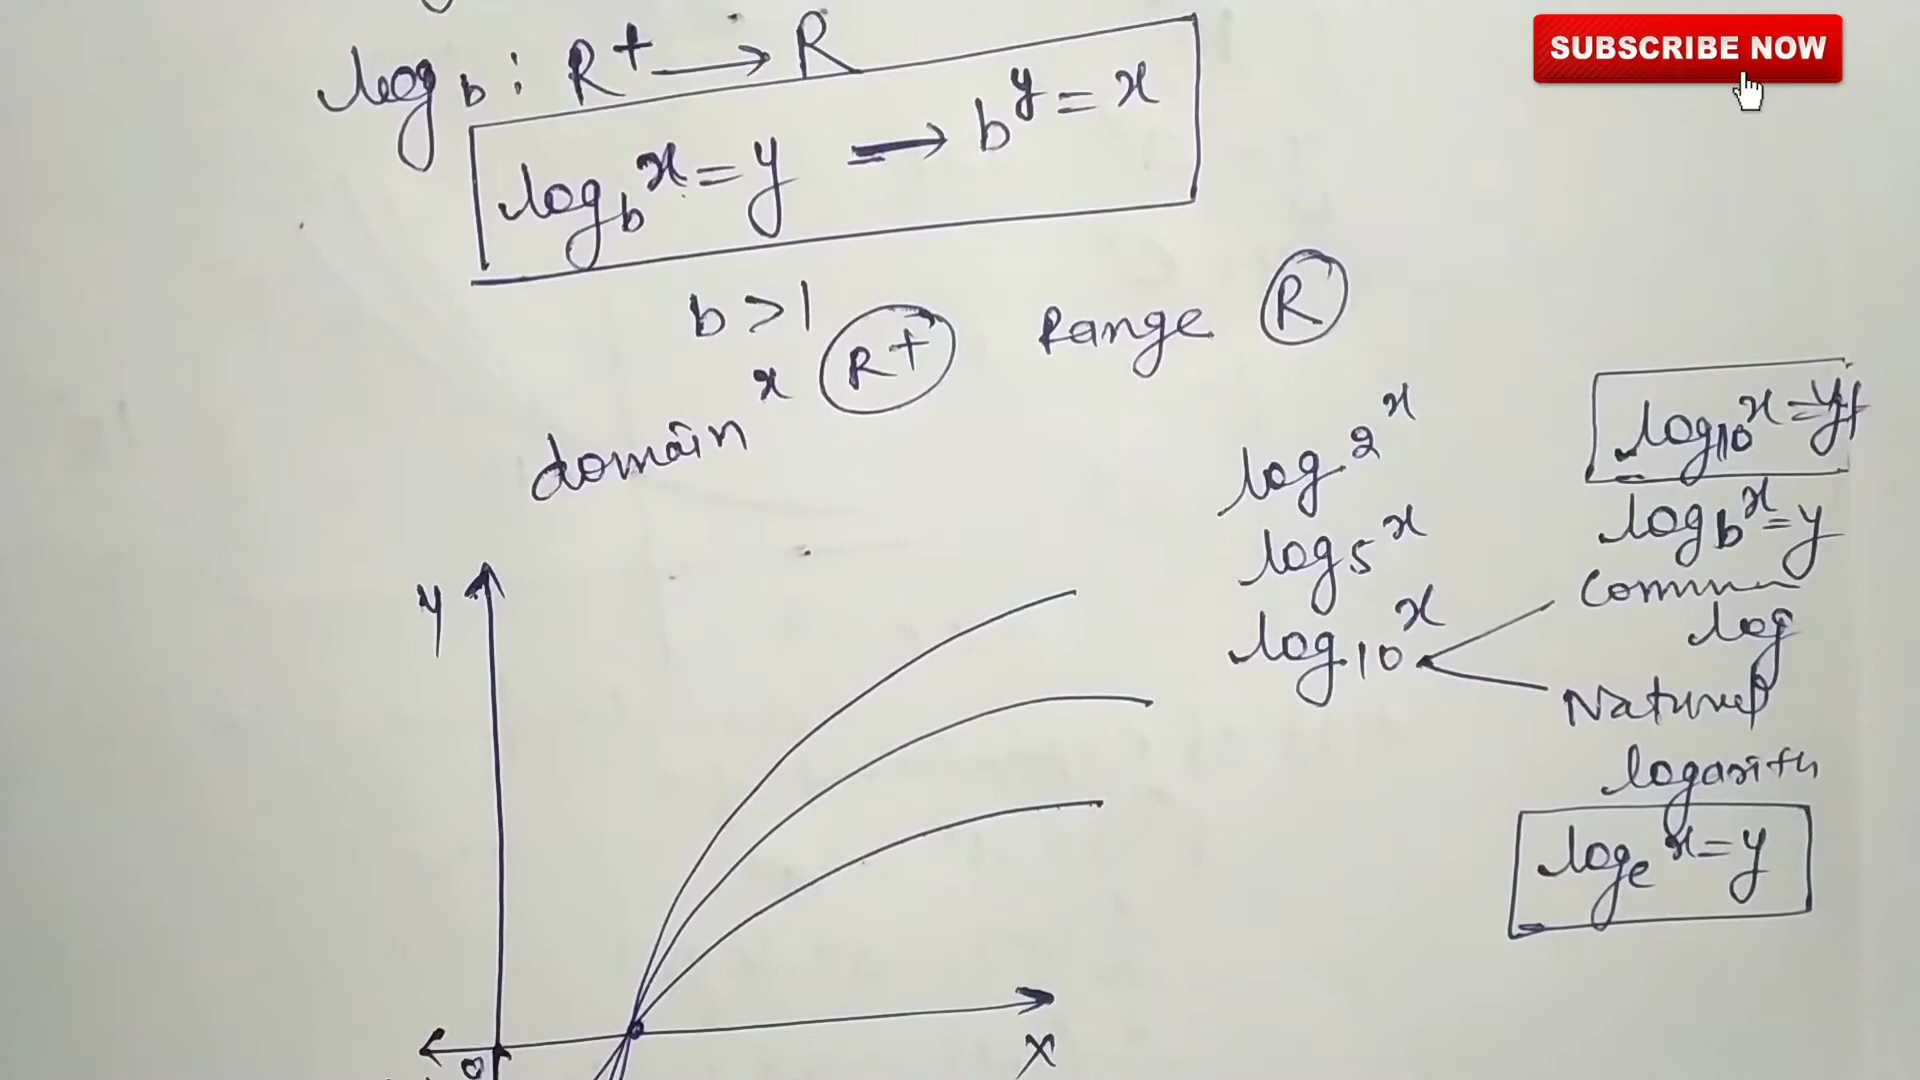 SUBSCRIBE NOW
log_b : R⁺ → R
log_b x = y → b^y = x
b > 1
x R+ Range R
domain
log₂ x
log₅ x
log₁₀ x
log₁₀ x = y
log_b x = y
log
Natural
logarith
log_e x = y
y
0
X